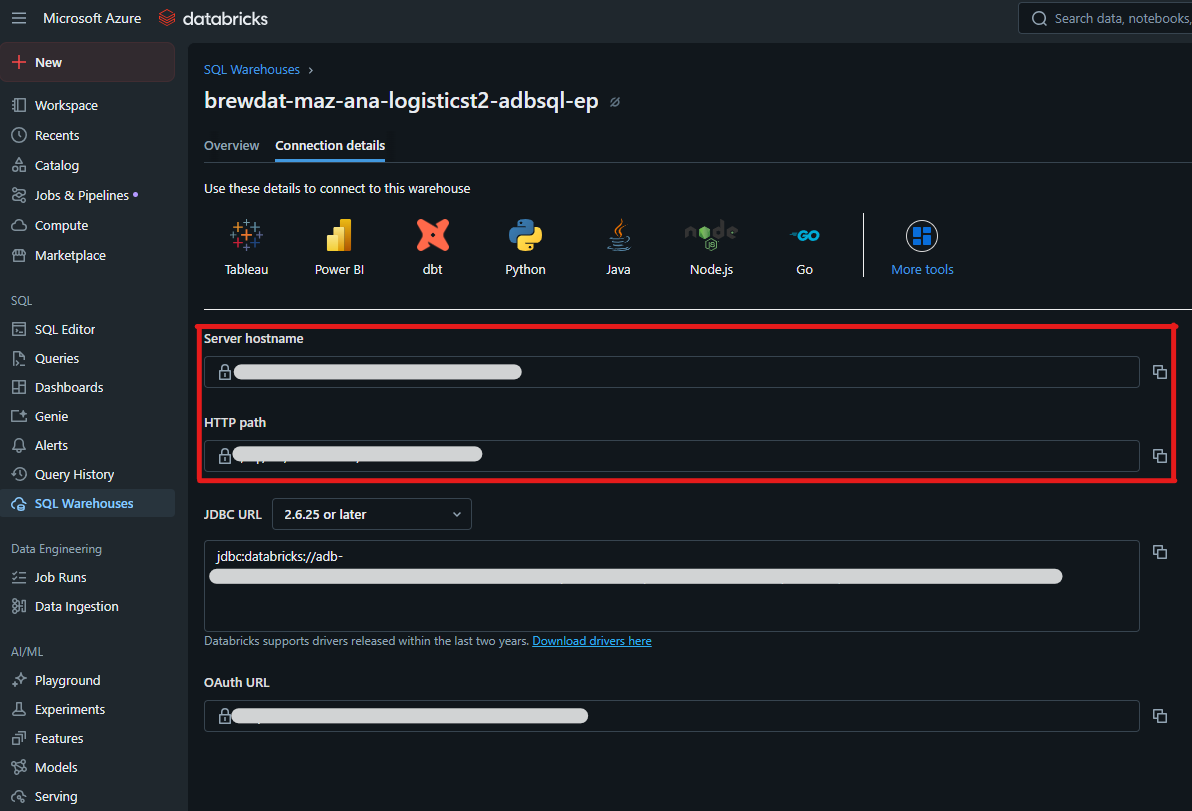 Microsoft Azure databricks
Search data, notebooks,
New
Workspace
Recents
Catalog
Jobs & Pipelines
Compute
Marketplace
SQL
SQL Editor
Queries
Dashboards
Genie
Alerts
Query History
SQL Warehouses
Data Engineering
Job Runs
Data Ingestion
AI/ML
Playground
Experiments
Features
Models
Serving
SQL Warehouses ›
brewdat-maz-ana-logisticst2-adbsql-ep
Overview Connection details
Use these details to connect to this warehouse
Tableau Power BI dbt Python Java Node.js Go More tools
Server hostname
HTTP path
JDBC URL 2.6.25 or later
jdbc:databricks://adb-
Databricks supports drivers released within the last two years. Download drivers here
OAuth URL